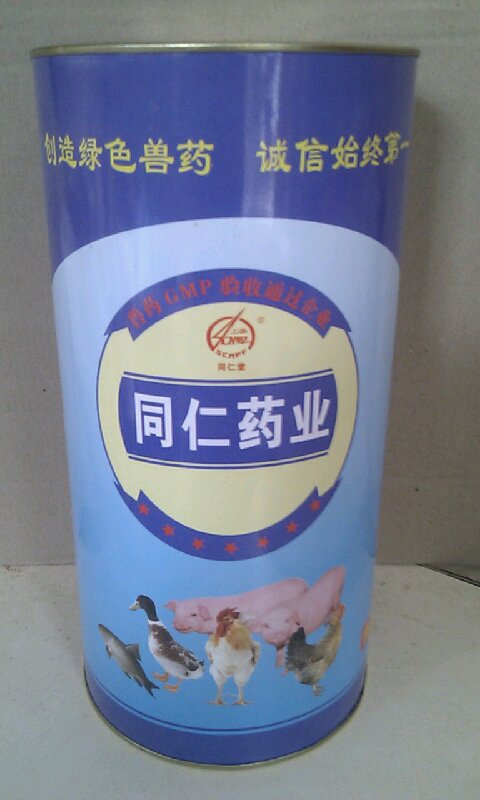 创造绿色兽药 诚信始终第一
兽药GMP验收通过企业
同仁堂
同仁药业